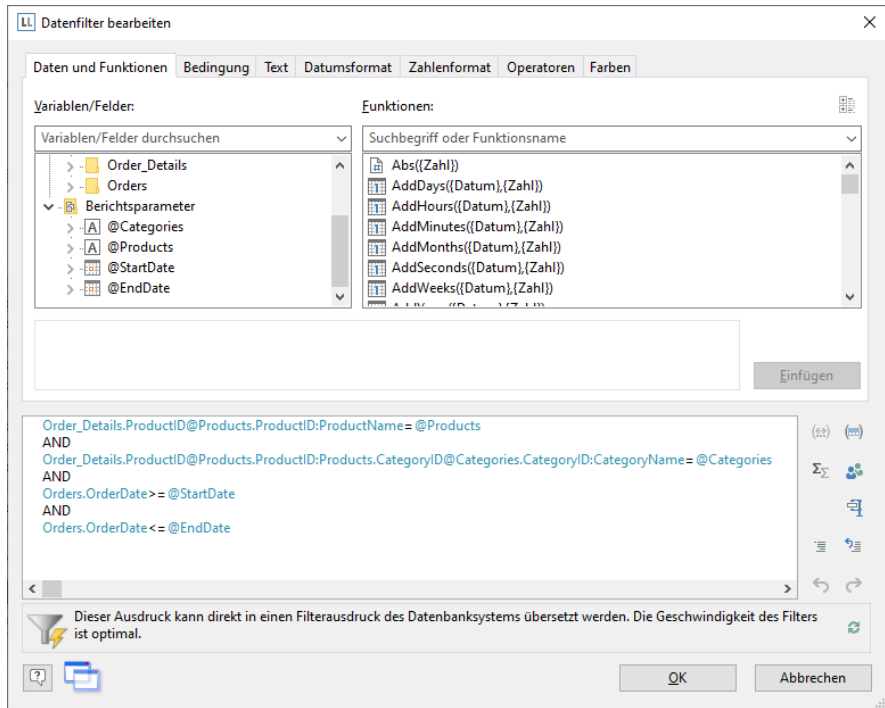 LL Datenfilter bearbeiten
Daten und Funktionen Bedingung Text Datumsformat Zahlenformat Operatoren Farben
Variablen/Felder: Funktionen:
Variablen/Felder durchsuchen Suchbegriff oder Funktionsname
Order_Details Abs({Zahl})
Orders AddDays({Datum},{Zahl})
Berichtsparameter AddHours({Datum},{Zahl})
A @Categories AddMinutes({Datum},{Zahl})
A @Products AddMonths({Datum},{Zahl})
@StartDate AddSeconds({Datum},{Zahl})
@EndDate AddWeeks({Datum},{Zahl})
Einfügen
Order_Details.ProductID@Products.ProductID:ProductName= @Products
AND
Order_Details.ProductID@Products.ProductID:Products.CategoryID@Categories.CategoryID:CategoryName= @Categories
AND
Orders.OrderDate>= @StartDate
AND
Orders.OrderDate<= @EndDate
Dieser Ausdruck kann direkt in einen Filterausdruck des Datenbanksystems übersetzt werden. Die Geschwindigkeit des Filters
ist optimal.
OK Abbrechen